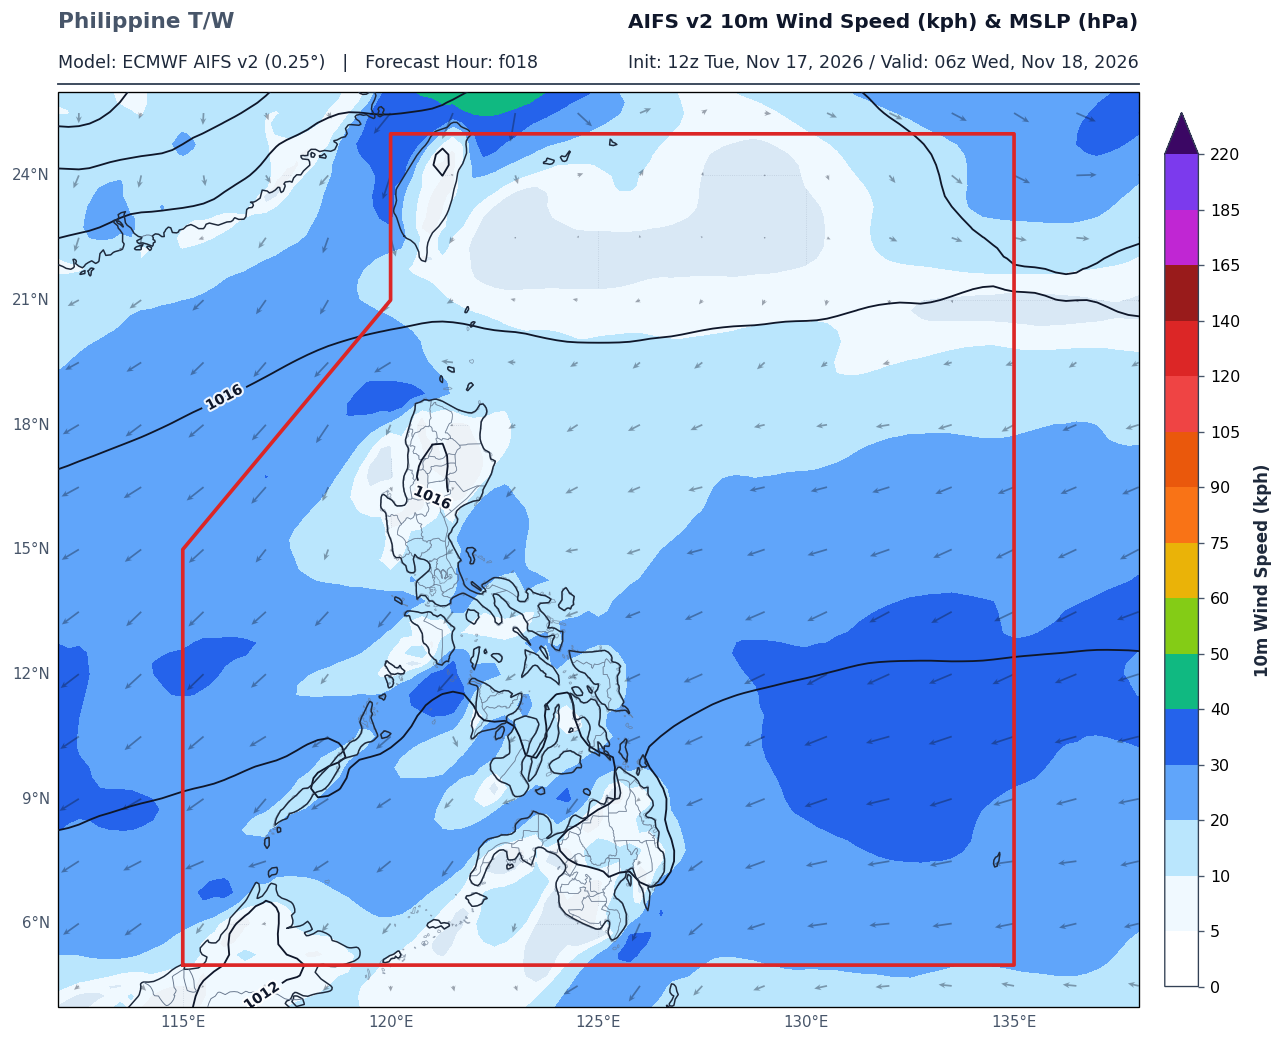 Philippine T/W
AIFS v2 10m Wind Speed (kph) & MSLP (hPa)
Model: ECMWF AIFS v2 (0.25°) | Forecast Hour: f018
Init: 12z Tue, Nov 17, 2026 / Valid: 06z Wed, Nov 18, 2026
24°N
21°N
18°N
15°N
12°N
9°N
6°N
1016
1016
1012
115°E
120°E
125°E
130°E
135°E
220
185
165
140
120
105
90
75
60
50
40
30
20
10
5
0
10m Wind Speed (kph)